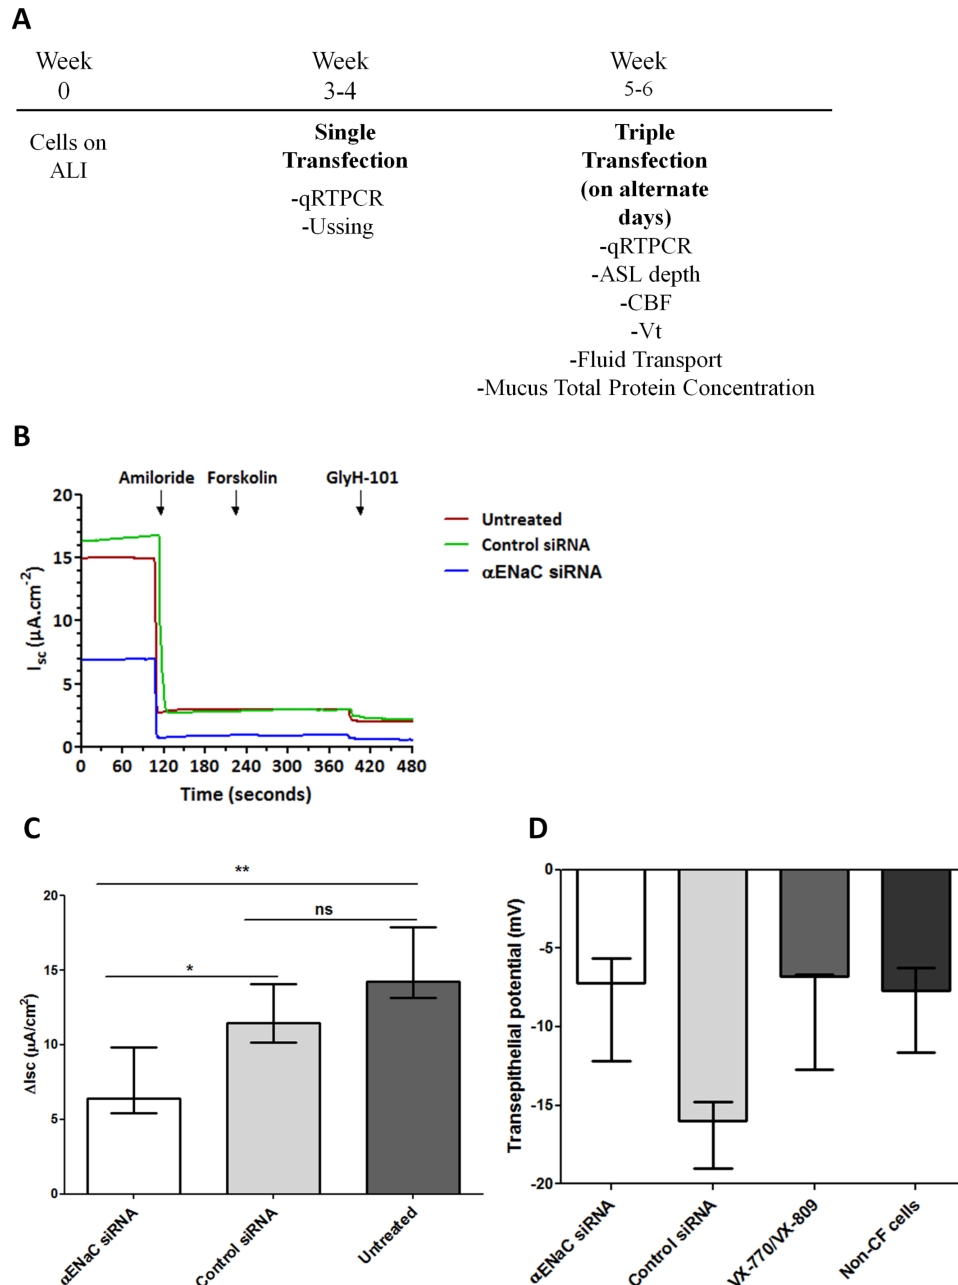 A
Week
0
Week
3-4
Week
5-6
Cells on
ALI
Single
Transfection
-qRTPCR
-Ussing
Triple
Transfection
(on alternate
days)
-qRTPCR
-ASL depth
-CBF
-Vt
-Fluid Transport
-Mucus Total Protein Concentration
B
Amiloride Forskolin GlyH-101
20
15
10
5
0
Isc (µA.cm-2)
0 60 120 180 240 300 360 420 480
Time (seconds)
Untreated
Control siRNA
αENaC siRNA
C
**
ns
*
20
15
10
5
0
ΔIsc (µA/cm2)
αENaC siRNA
Control siRNA
Untreated
D
0
-5
-10
-15
-20
Transepithelial potential (mV)
αENaC siRNA
Control siRNA
VX-770/VX-809
Non-CF cells